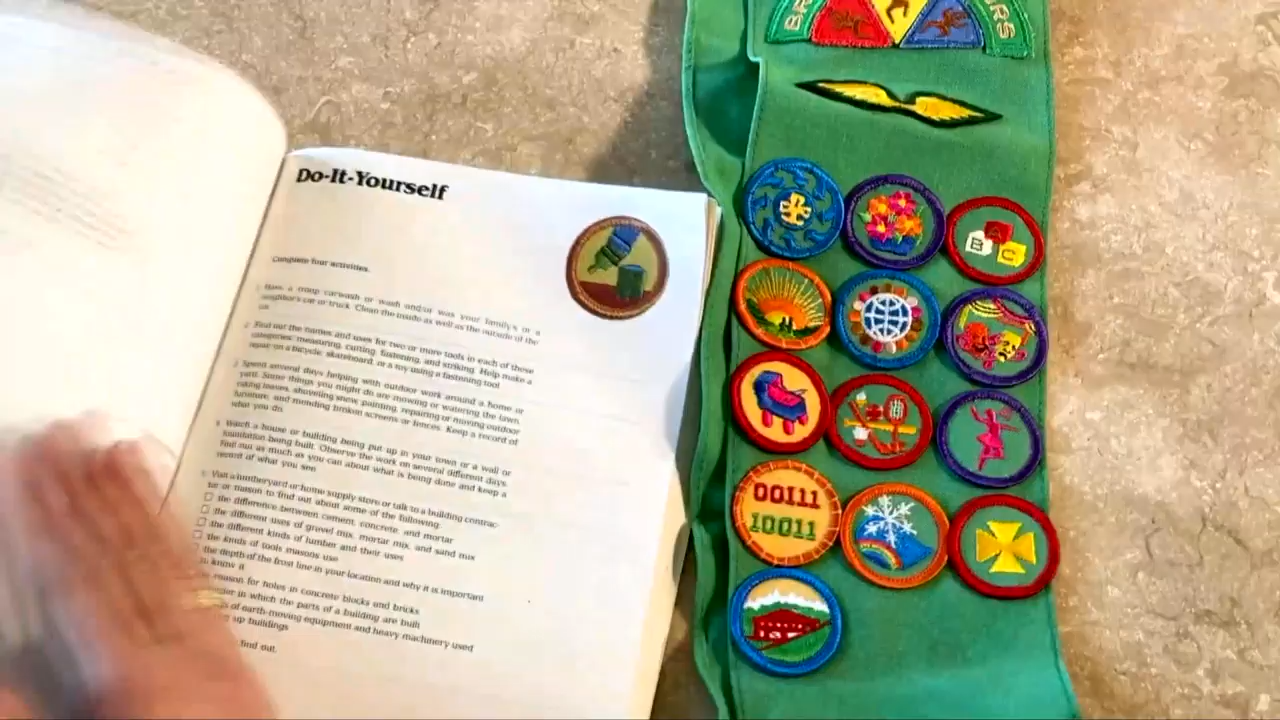 Do-It-Yourself
Complete four activities.
1 Have a troop carwash or wash and/or was your family's or a
neighbor's car or truck. Clean the inside as well as the outside of the
car.
2 Find out the names and uses for two or more tools in each of these
categories: measuring, cutting, fastening, and striking. Help make a
repair on a bicycle, skateboard, or a toy using a fastening tool
3 Spend several days helping with outdoor work around a home or
yard. Some things you might do are mowing or watering the lawn,
raking leaves, shoveling snow, painting, repairing or moving outdoor
furniture, and mending broken screens or fences. Keep a record of
what you do.
4 Watch a house or building being put up in your town or a wall or
foundation being built. Observe the work on several different days.
Find out as much as you can about what is being done and keep a
record of what you see.
5 Visit a lumberyard or home supply store or talk to a building contrac-
tor or mason to find out about some of the following:
the difference between cement, concrete, and mortar
the different uses of gravel mix, mortar mix, and sand mix
the different kinds of lumber and their uses
the kinds of tools masons use
the depth of the frost line in your location and why it is important
to know it
reason for holes in concrete blocks and bricks
in which the parts of a building are built
of earth-moving equipment and heavy machinery used
up buildings
find out.
BR
ERS
A
B C
00111
10011